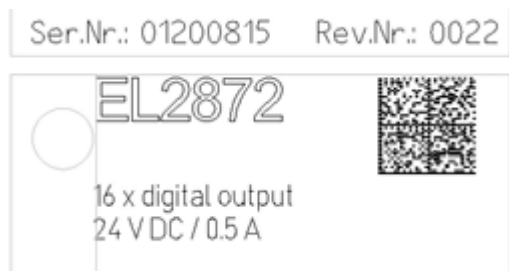 Ser.Nr.: 01200815 Rev.Nr.: 0022
EL2872
16 x digital output
24 V DC / 0.5 A